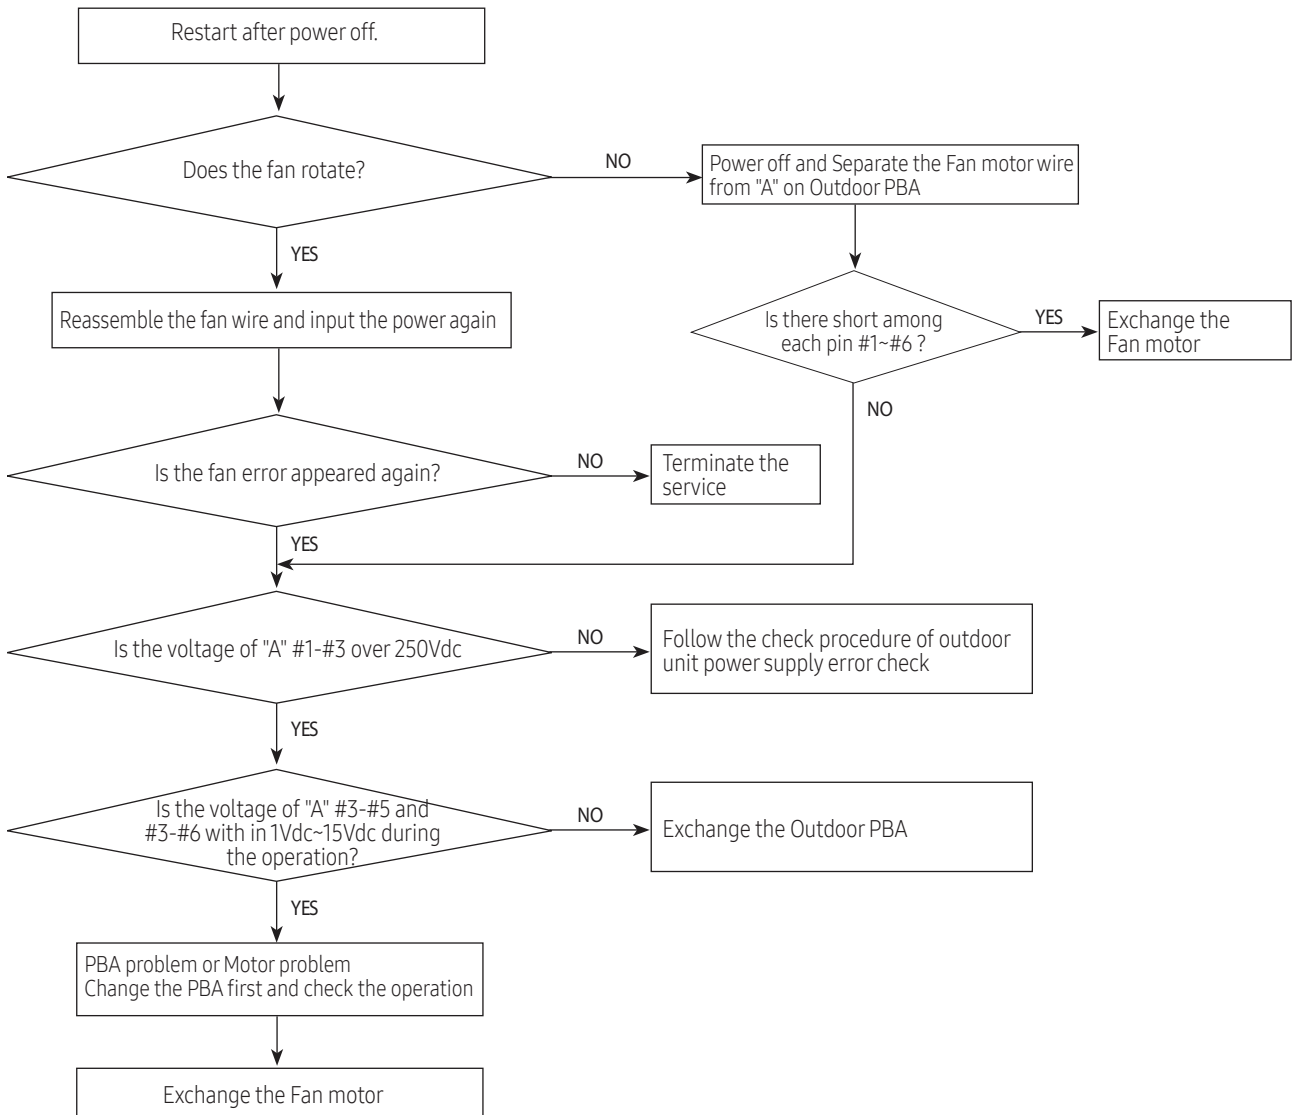 Restart after power off.
Does the fan rotate?
NO
Power off and Separate the Fan motor wire
from "A" on Outdoor PBA
YES
Reassemble the fan wire and input the power again
Is there short among
each pin #1~#6 ?
YES
Exchange the
Fan motor
NO
Is the fan error appeared again?
NO
Terminate the
service
YES
Is the voltage of "A" #1-#3 over 250Vdc
NO
Follow the check procedure of outdoor
unit power supply error check
YES
Is the voltage of "A" #3-#5 and
#3-#6 with in 1Vdc~15Vdc during
the operation?
NO
Exchange the Outdoor PBA
YES
PBA problem or Motor problem
Change the PBA first and check the operation
Exchange the Fan motor